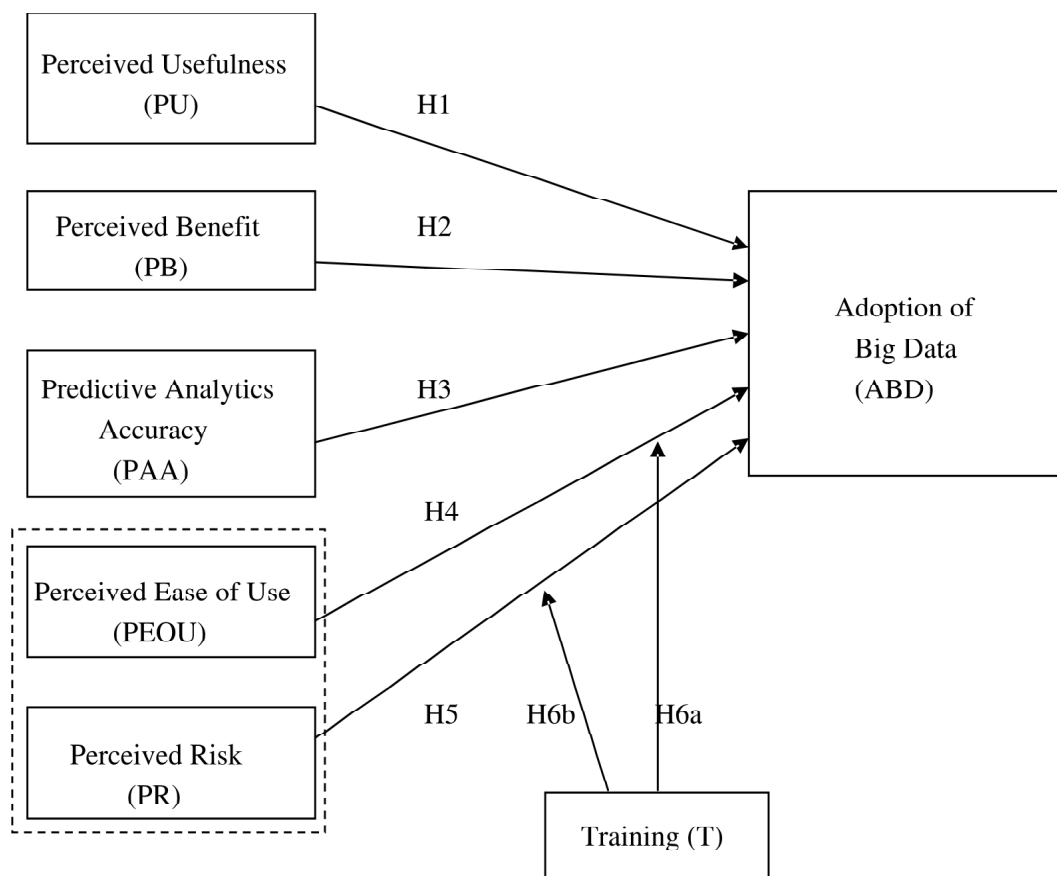 Perceived Usefulness
(PU)
H1
Perceived Benefit
(PB)
H2
Adoption of
Big Data
(ABD)
Predictive Analytics
Accuracy
(PAA)
H3
H4
Perceived Ease of Use
(PEOU)
H5
H6b
H6a
Perceived Risk
(PR)
Training (T)